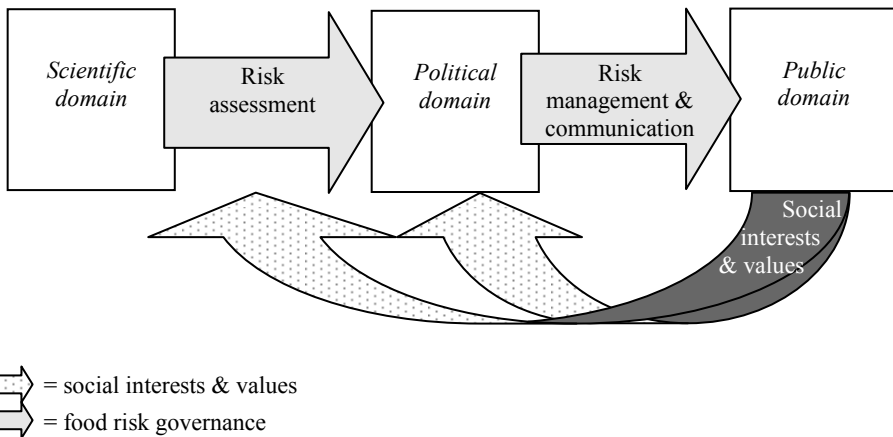 Scientific
domain
Risk
assessment
Political
domain
Risk
management &
communication
Public
domain
Social
interests
& values
= social interests & values
= food risk governance